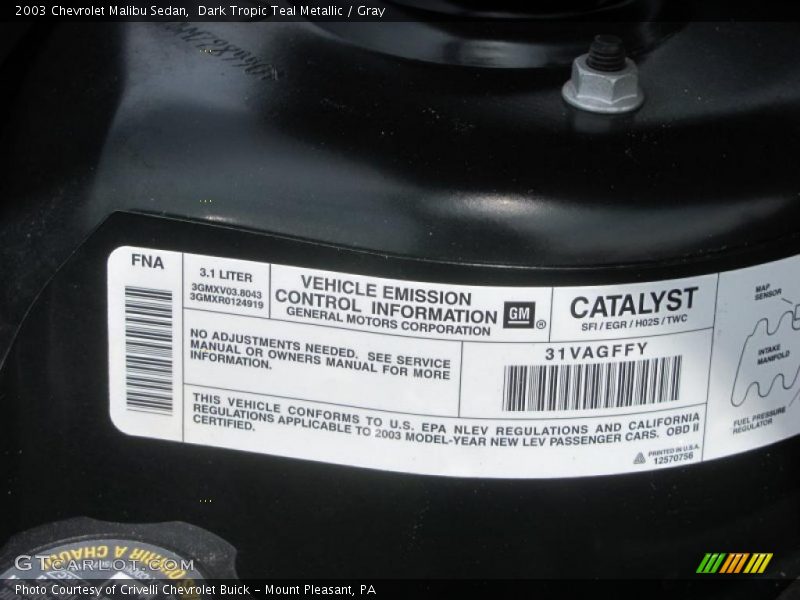 2003 Chevrolet Malibu Sedan, Dark Tropic Teal Metallic / Gray
FNA
3.1 LITER
3GMXV03.8043
3GMXR0124919
VEHICLE EMISSION
CONTROL INFORMATION
GENERAL MOTORS CORPORATION
GM ®
CATALYST
SFI / EGR / HO2S / TWC
NO ADJUSTMENTS NEEDED. SEE SERVICE
MANUAL OR OWNERS MANUAL FOR MORE
INFORMATION.
31VAGFFY
THIS VEHICLE CONFORMS TO U.S. EPA NLEV REGULATIONS AND CALIFORNIA
REGULATIONS APPLICABLE TO 2003 MODEL-YEAR NEW LEV PASSENGER CARS. OBD II
CERTIFIED.
PRINTED IN U.S.A.
12570756
MAP
SENSOR
INTAKE
MANIFOLD
FUEL PRESSURE
REGULATOR
OUVRIR A CHAUD
GTCARLOT.COM
Photo Courtesy of Crivelli Chevrolet Buick - Mount Pleasant, PA